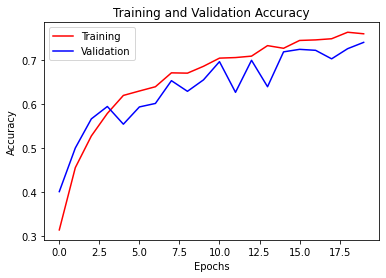 Training and Validation Accuracy
Training
Validation
Accuracy
0.7
0.6
0.5
0.4
0.3
0.0 2.5 5.0 7.5 10.0 12.5 15.0 17.5
Epochs